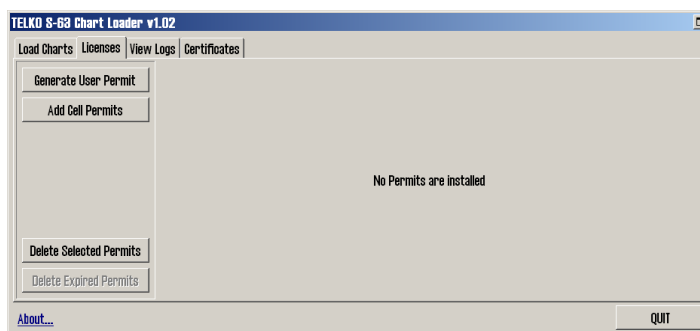 TELKO S-63 Chart Loader v1.02
Load Charts Licenses View Logs Certificates
Generate User Permit
Add Cell Permits
No Permits are installed
Delete Selected Permits
Delete Expired Permits
About... QUIT